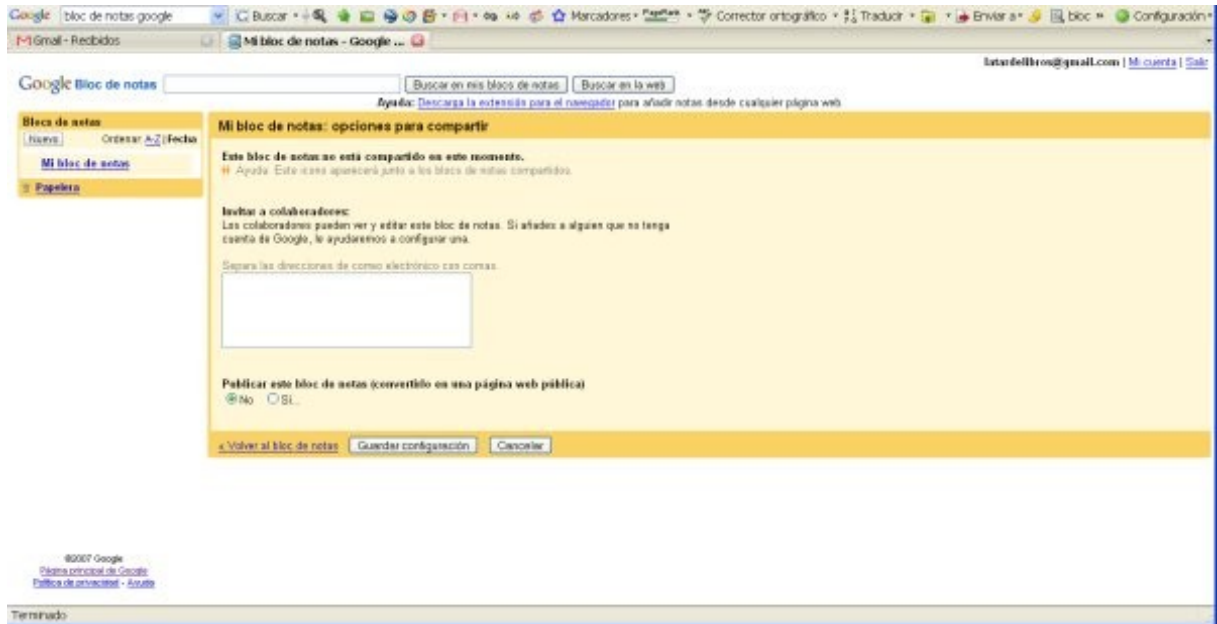 Google bloc de notas google Buscar Marcadores PageRank Corrector ortográfico Traducir Enviar a bloc Configuración
Gmail - Recibidos Mi bloc de notas - Google ...
latardellibros@gmail.com | Mi cuenta | Salir
Google Bloc de notas Buscar en mis blocs de notas Buscar en la web
Ayuda: Descarga la extensión para el navegador para añadir notas desde cualquier página web.
Blocs de notas
Nuevo Ordenar A-Z | Fecha
Mi bloc de notas
Papelera
Mi bloc de notas: opciones para compartir
Este bloc de notas no está compartido en este momento.
Ayuda: Este icono aparecerá junto a los blocs de notas compartidos.
Invitar a colaboradores:
Los colaboradores pueden ver y editar este bloc de notas. Si añades a alguien que no tenga
cuenta de Google, le ayudaremos a configurar una.
Separa las direcciones de correo electrónico con comas.
Publicar este bloc de notas (convertirlo en una página web pública)
No Sí...
« Volver al bloc de notas Guardar configuración Cancelar
©2007 Google
Página principal de Google
Política de privacidad - Ayuda
Terminado